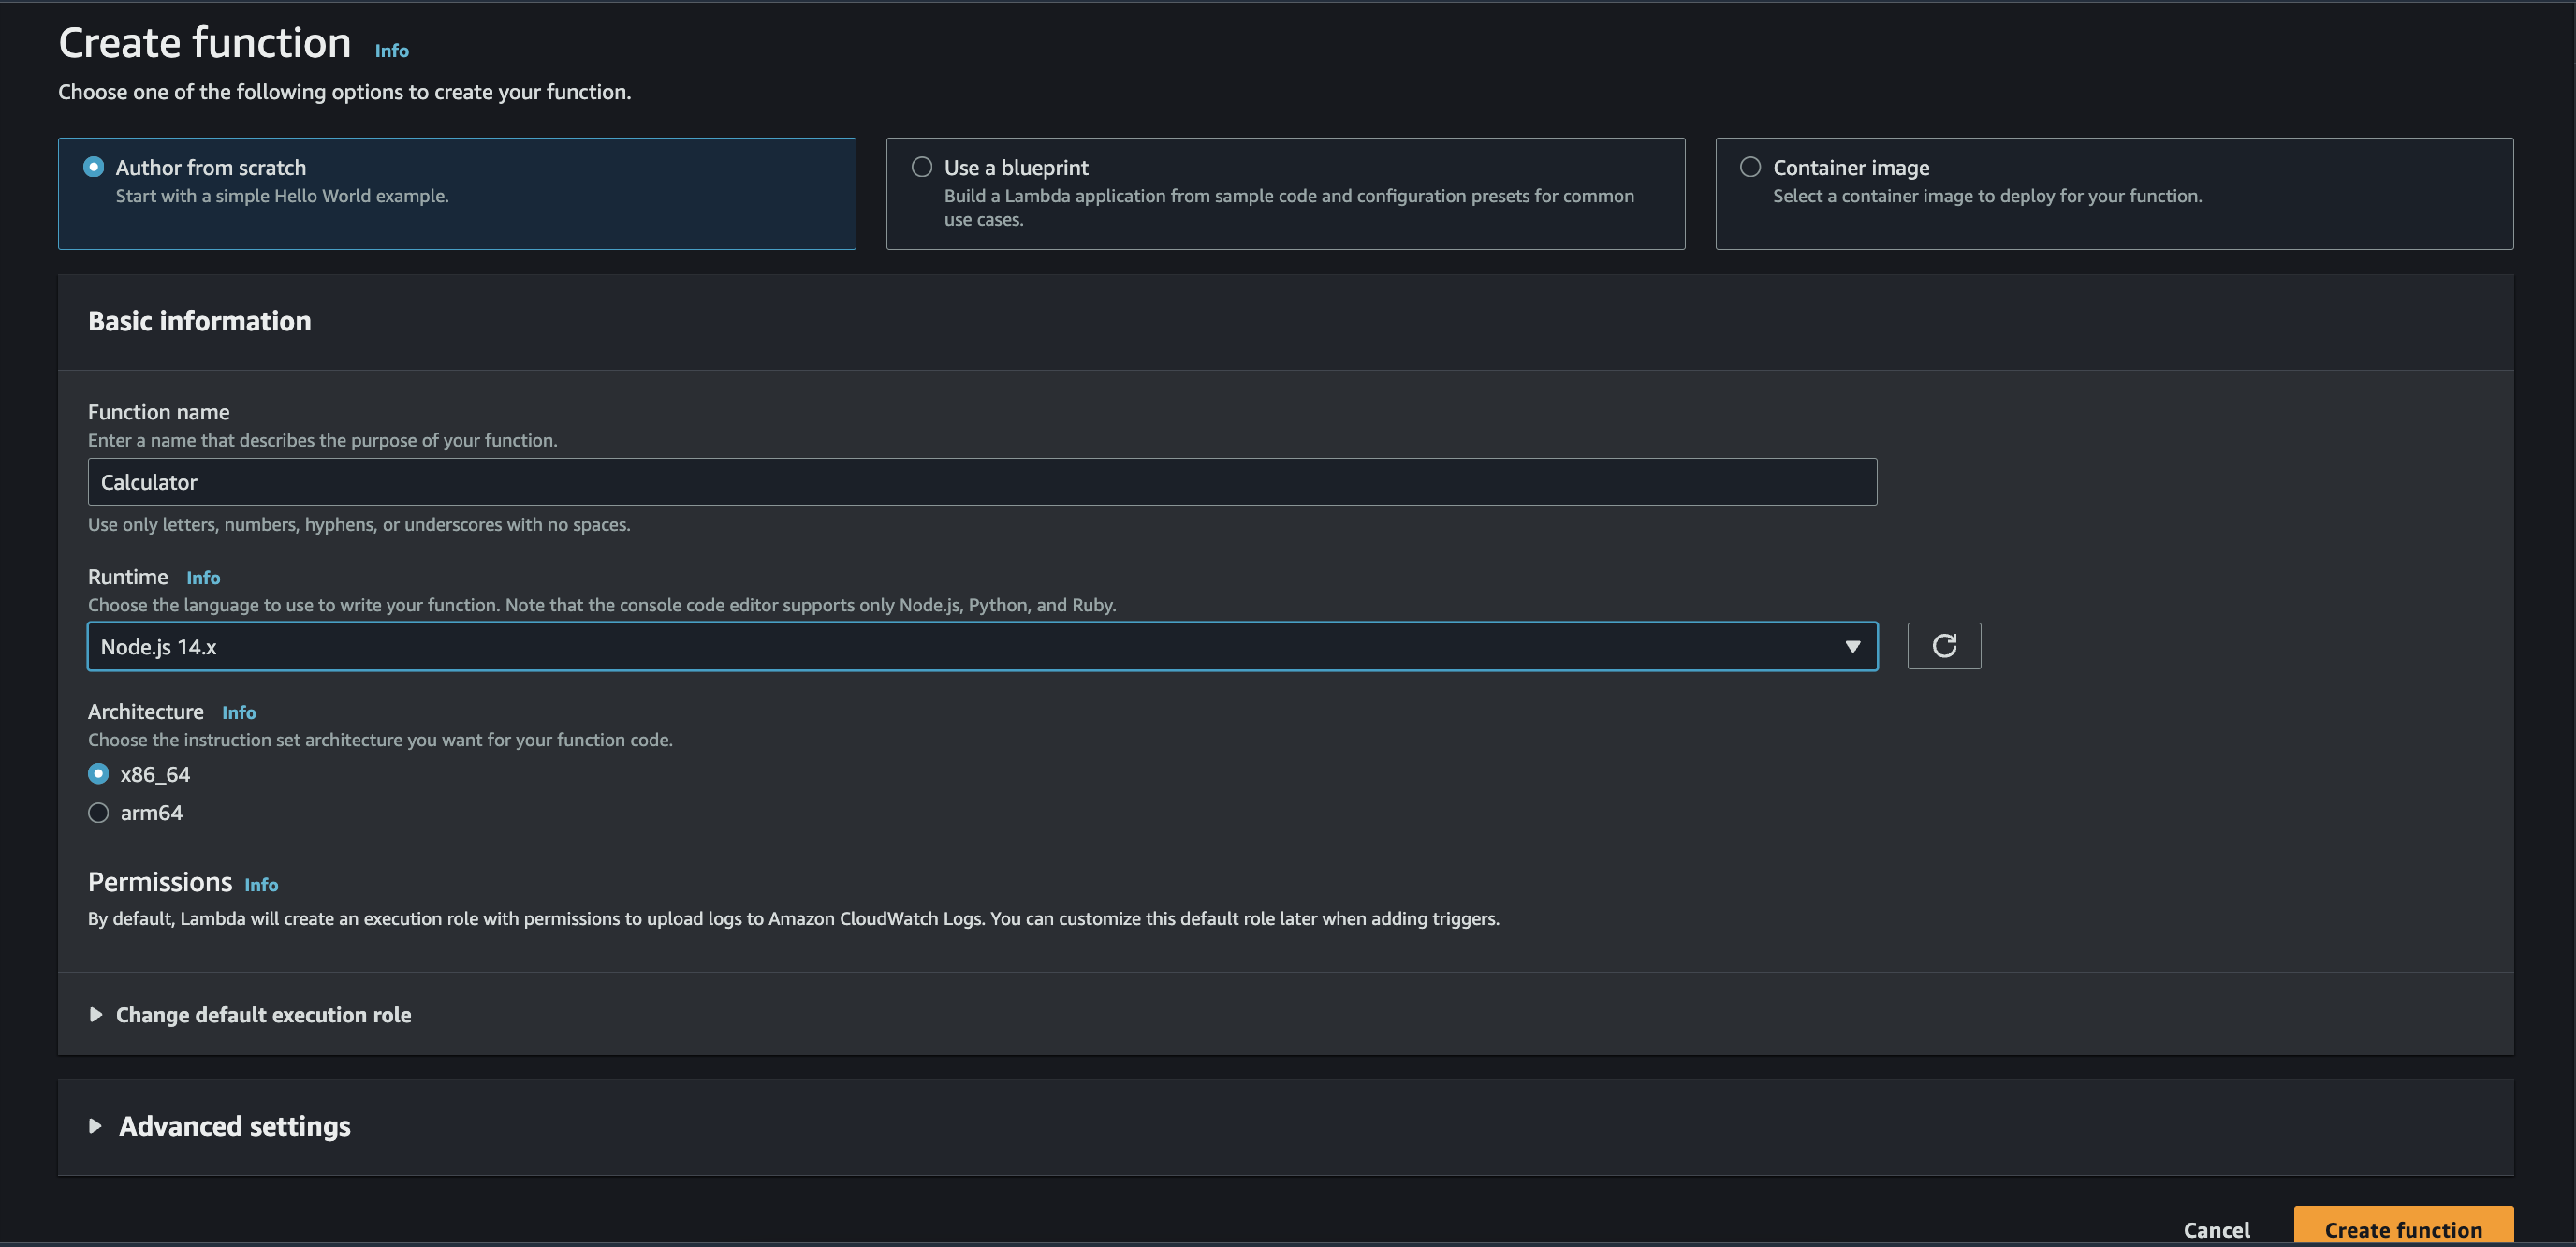 Create function Info
Choose one of the following options to create your function.
Author from scratch
Start with a simple Hello World example.
Use a blueprint
Build a Lambda application from sample code and configuration presets for common
use cases.
Container image
Select a container image to deploy for your function.
Basic information
Function name
Enter a name that describes the purpose of your function.
Calculator
Use only letters, numbers, hyphens, or underscores with no spaces.
Runtime Info
Choose the language to use to write your function. Note that the console code editor supports only Node.js, Python, and Ruby.
Node.js 14.x
Architecture Info
Choose the instruction set architecture you want for your function code.
x86_64
arm64
Permissions Info
By default, Lambda will create an execution role with permissions to upload logs to Amazon CloudWatch Logs. You can customize this default role later when adding triggers.
Change default execution role
Advanced settings
Cancel
Create function